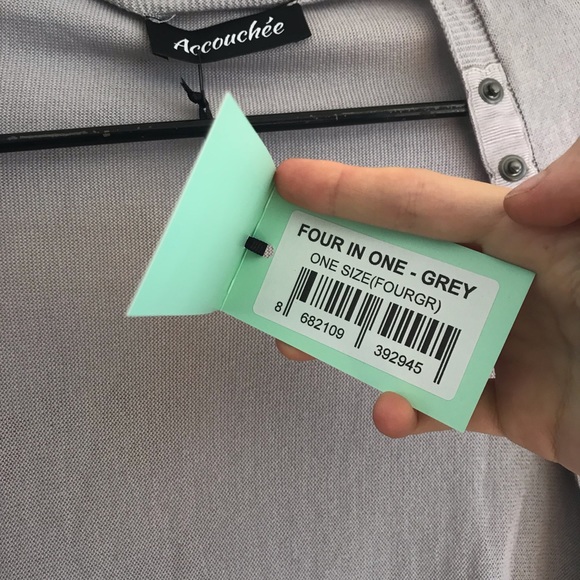 Accouchée
FOUR IN ONE - GREY
ONE SIZE(FOURGR)
8 682109 392945